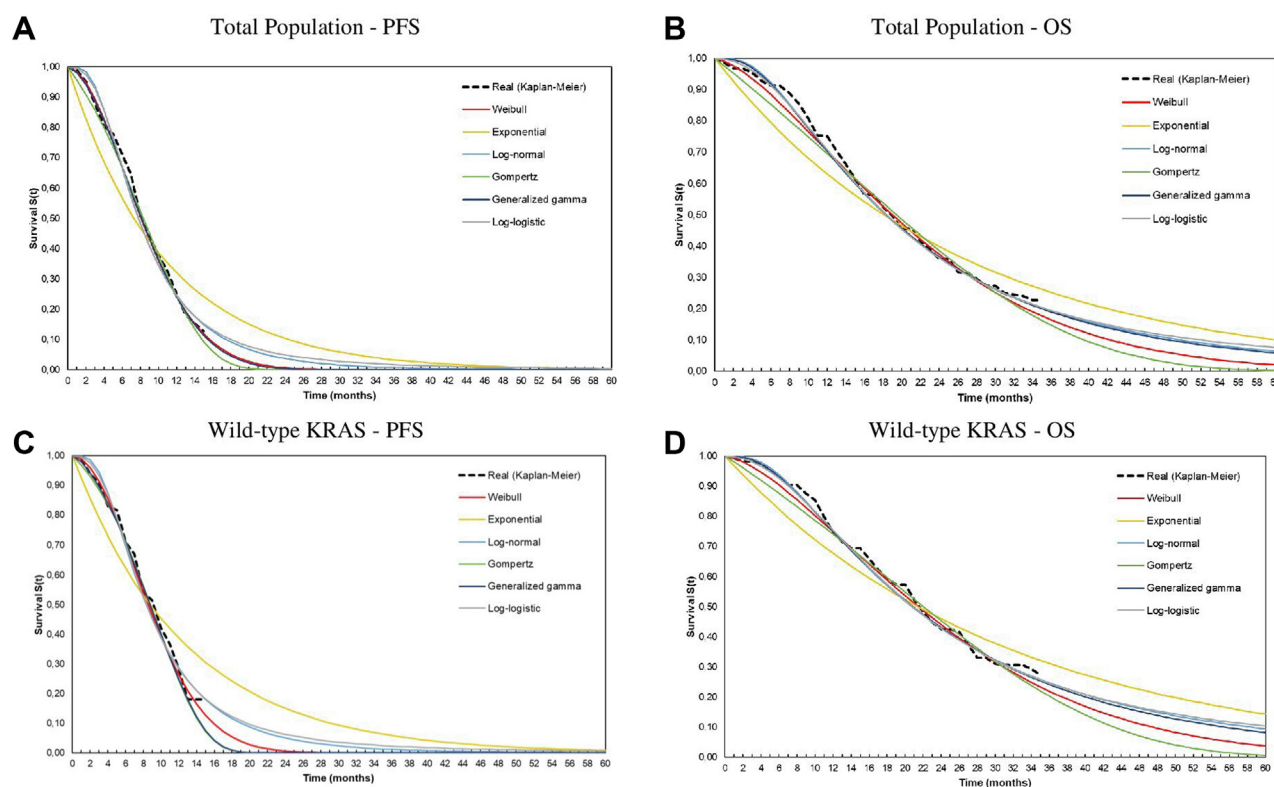 A
Total Population - PFS
1,00
0,90
0,80
0,70
0,60
0,50
0,40
0,30
0,20
0,10
0,00
Survival S(t)
Real (Kaplan-Meier)
Weibull
Exponential
Log-normal
Gompertz
Generalized gamma
Log-logistic
0 2 4 6 8 10 12 14 16 18 20 22 24 26 28 30 32 34 36 38 40 42 44 46 48 50 52 54 56 58 60
Time (months)
B
Total Population - OS
1,00
0,90
0,80
0,70
0,60
0,50
0,40
0,30
0,20
0,10
0,00
Survival S(t)
Real (Kaplan-Meier)
Weibull
Exponential
Log-normal
Gompertz
Generalized gamma
Log-logistic
0 2 4 6 8 10 12 14 16 18 20 22 24 26 28 30 32 34 36 38 40 42 44 46 48 50 52 54 56 58
Time (months)
C
Wild-type KRAS - PFS
1,00
0,90
0,80
0,70
0,60
0,50
0,40
0,30
0,20
0,10
0,00
Survival S(t)
Real (Kaplan-Meier)
Weibull
Exponential
Log-normal
Gompertz
Generalized gamma
Log-logistic
0 2 4 6 8 10 12 14 16 18 20 22 24 26 28 30 32 34 36 38 40 42 44 46 48 50 52 54 56 58 60
Time (months)
D
Wild-type KRAS - OS
1.00
0.90
0.80
0.70
0.60
0.50
0.40
0.30
0.20
0.10
0.00
Survival S(t)
Real (Kaplan-Meier)
Weibull
Exponential
Log-normal
Gompertz
Generalized gamma
Log-logistic
0 2 4 6 8 10 12 14 16 18 20 22 24 26 28 30 32 34 36 38 40 42 44 46 48 50 52 54 56 58 60
Time (months)